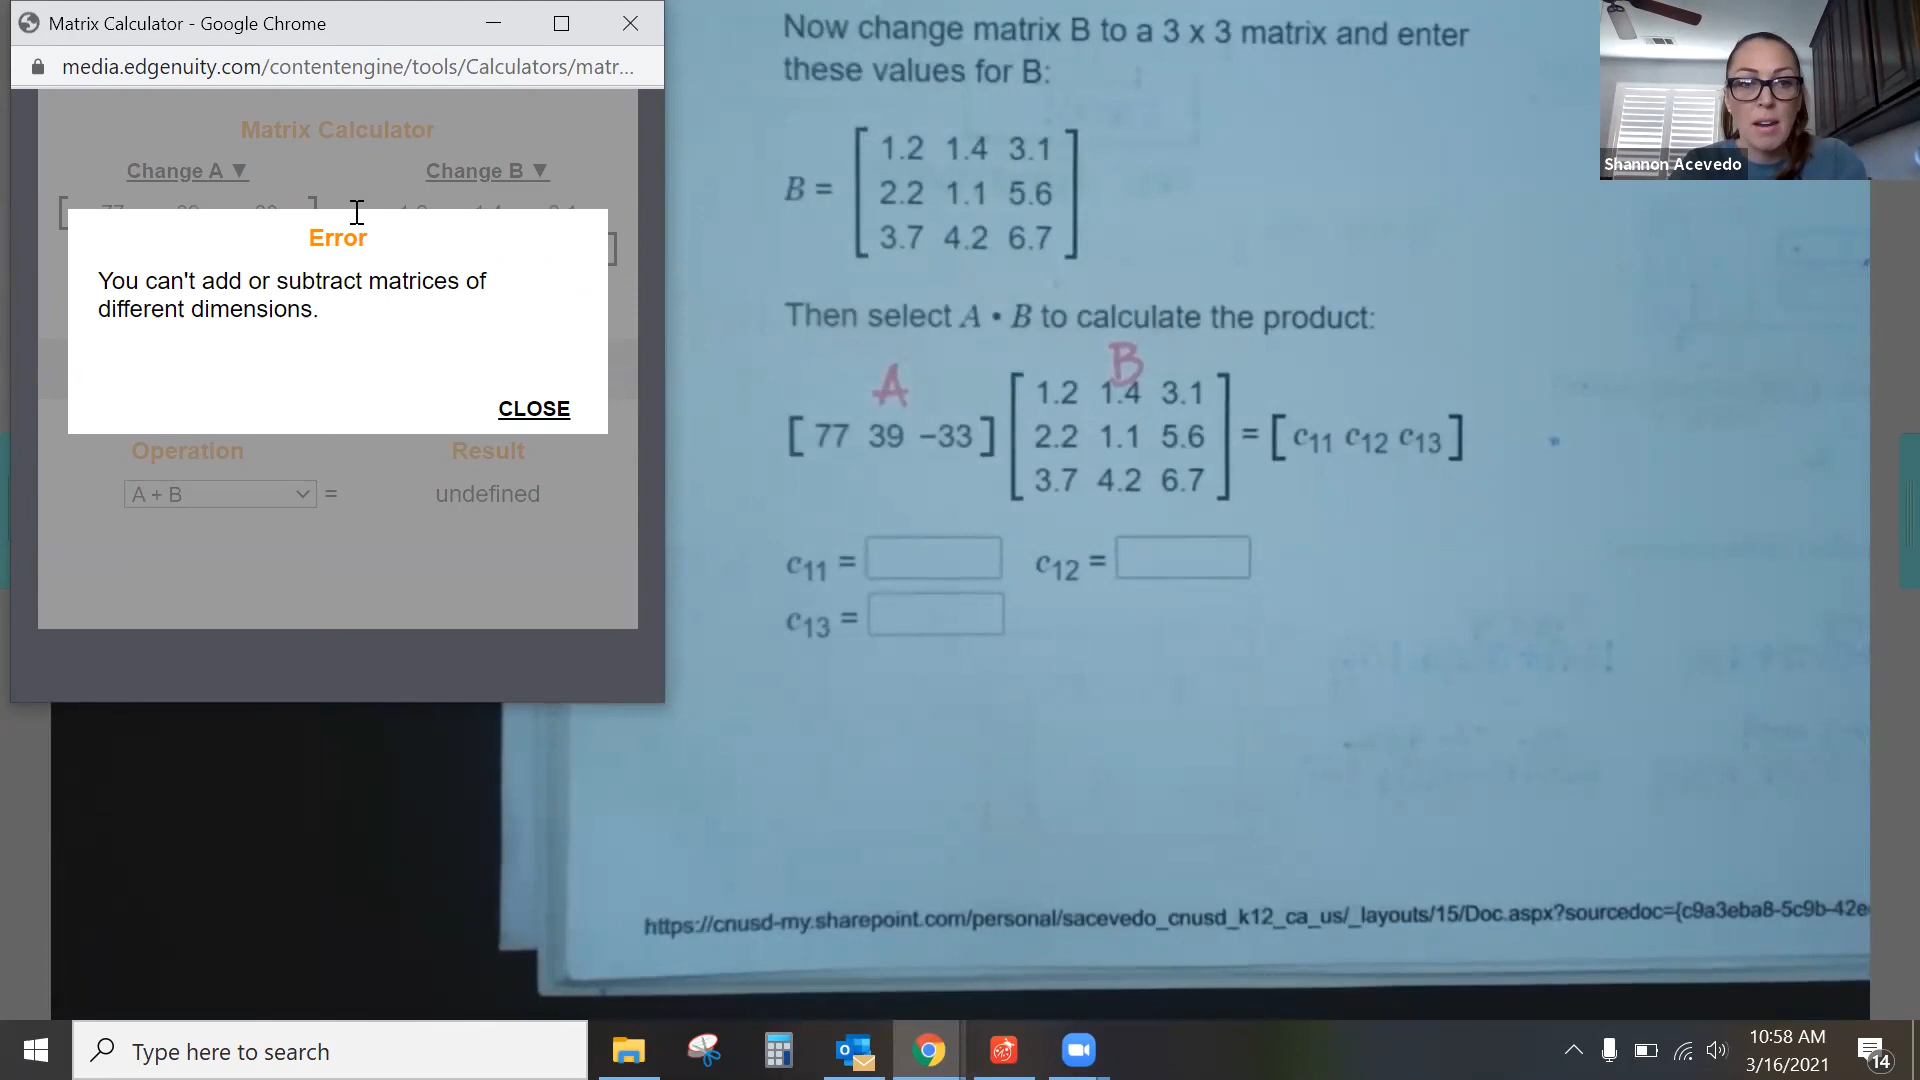 Matrix Calculator - Google Chrome
media.edgenuity.com/contentengine/tools/Calculators/matr...
Matrix Calculator
Change A ▼ Change B ▼
Error
You can't add or subtract matrices of
different dimensions.
CLOSE
Operation Result
A + B = undefined
Now change matrix B to a 3 x 3 matrix and enter
these values for B:
1.2 1.4 3.1
B = 2.2 1.1 5.6
3.7 4.2 6.7
Then select A • B to calculate the product:
A B
1.2 1.4 3.1
[ 77 39 −33 ] 2.2 1.1 5.6 = [ c11 c12 c13 ]
3.7 4.2 6.7
c11 = c12 =
c13 =
https://cnusd-my.sharepoint.com/personal/sacevedo_cnusd_k12_ca_us/_layouts/15/Doc.aspx?sourcedoc={c9a3eba8-5c9b-42e
Shannon Acevedo
Type here to search
10:58 AM
3/16/2021
14